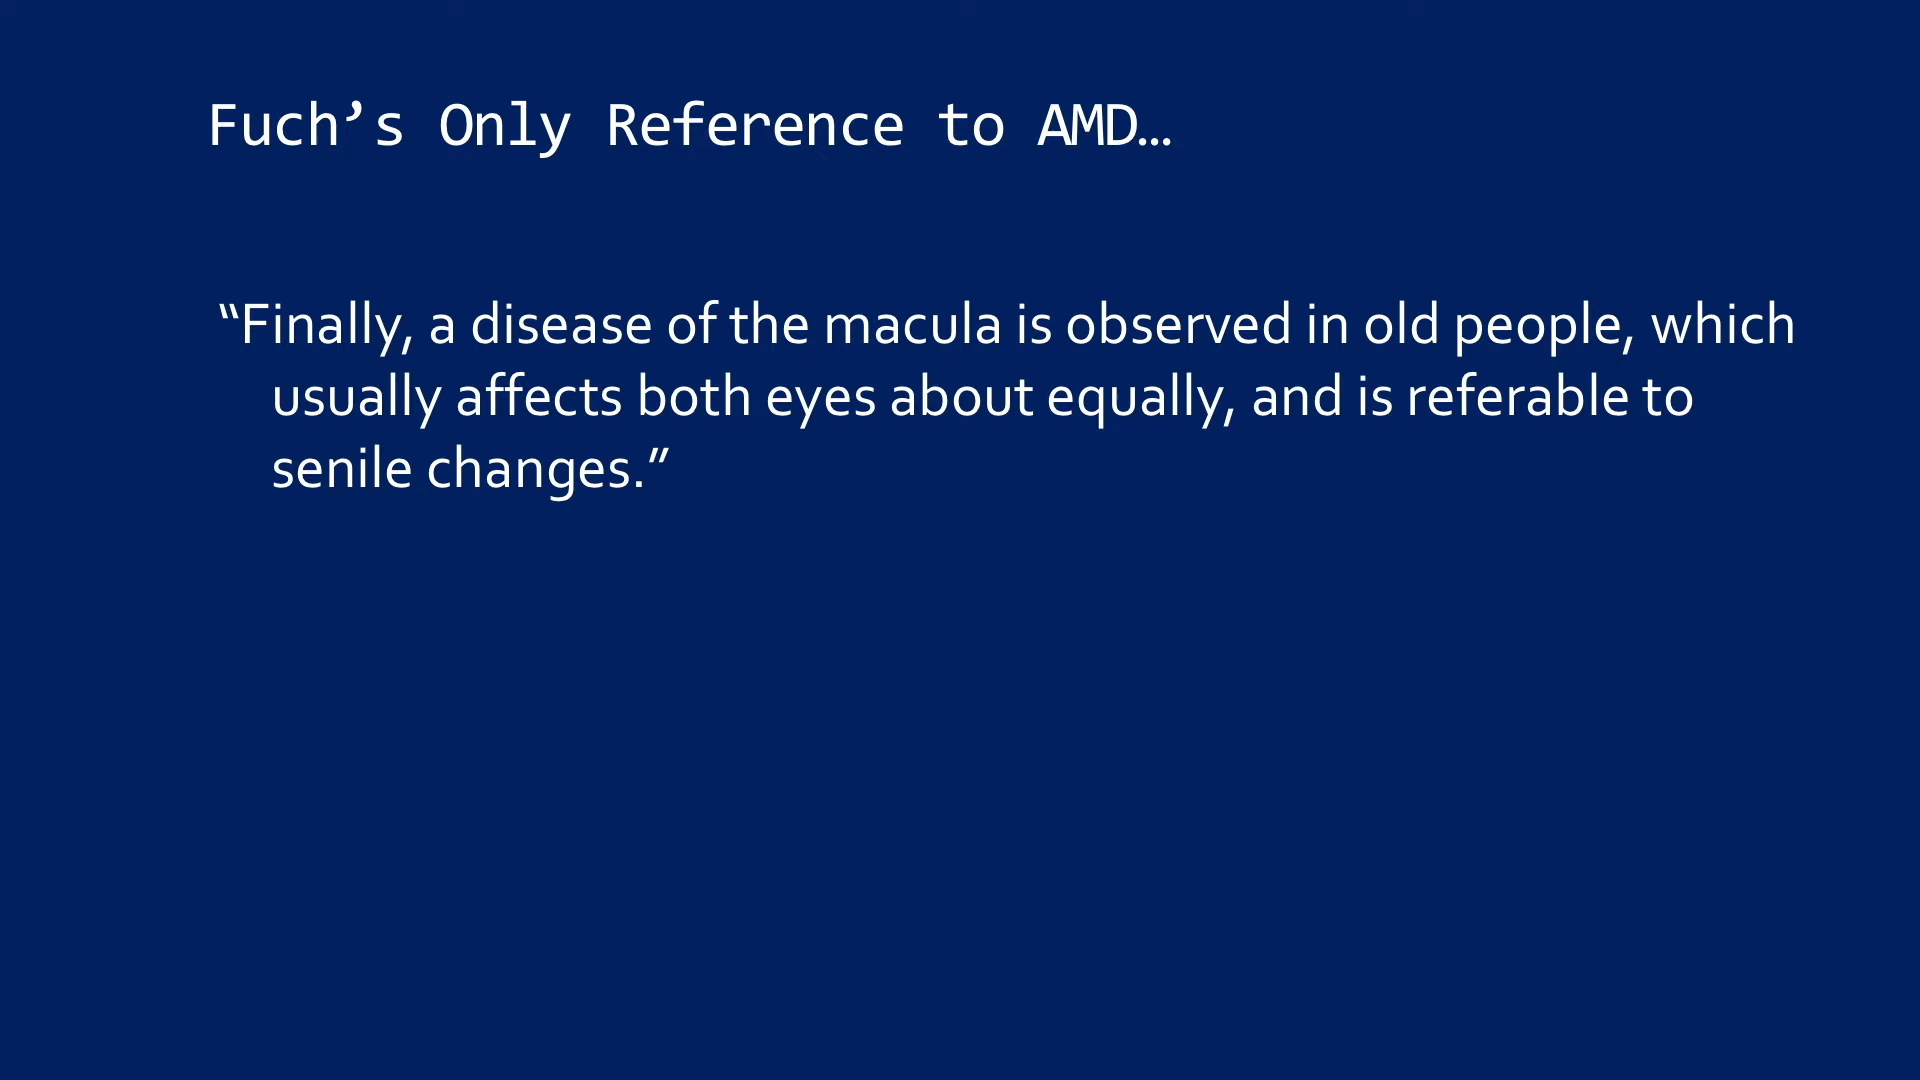 Fuch’s Only Reference to AMD…
“Finally, a disease of the macula is observed in old people, which
usually affects both eyes about equally, and is referable to
senile changes.”